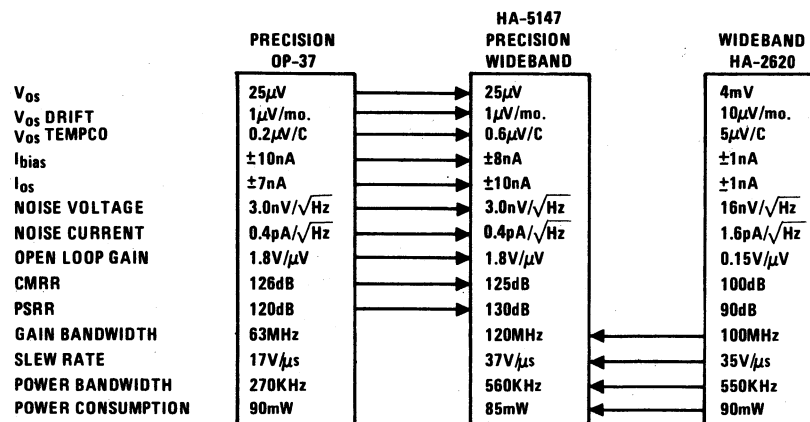 HA-5147
PRECISION PRECISION WIDEBAND
OP-37 WIDEBAND HA-2620
V_os 25μV 25μV 4mV
V_os DRIFT 1μV/mo. 1μV/mo. 10μV/mo.
V_os TEMPCO 0.2μV/C 0.6μV/C 5μV/C
I_bias ±10nA ±8nA ±1nA
I_os ±7nA ±10nA ±1nA
NOISE VOLTAGE 3.0nV/√Hz 3.0nV/√Hz 16nV/√Hz
NOISE CURRENT 0.4pA/√Hz 0.4pA/√Hz 1.6pA/√Hz
OPEN LOOP GAIN 1.8V/μV 1.8V/μV 0.15V/μV
CMRR 126dB 125dB 100dB
PSRR 120dB 130dB 90dB
GAIN BANDWIDTH 63MHz 120MHz 100MHz
SLEW RATE 17V/μs 37V/μs 35V/μs
POWER BANDWIDTH 270KHz 560KHz 550KHz
POWER CONSUMPTION 90mW 85mW 90mW